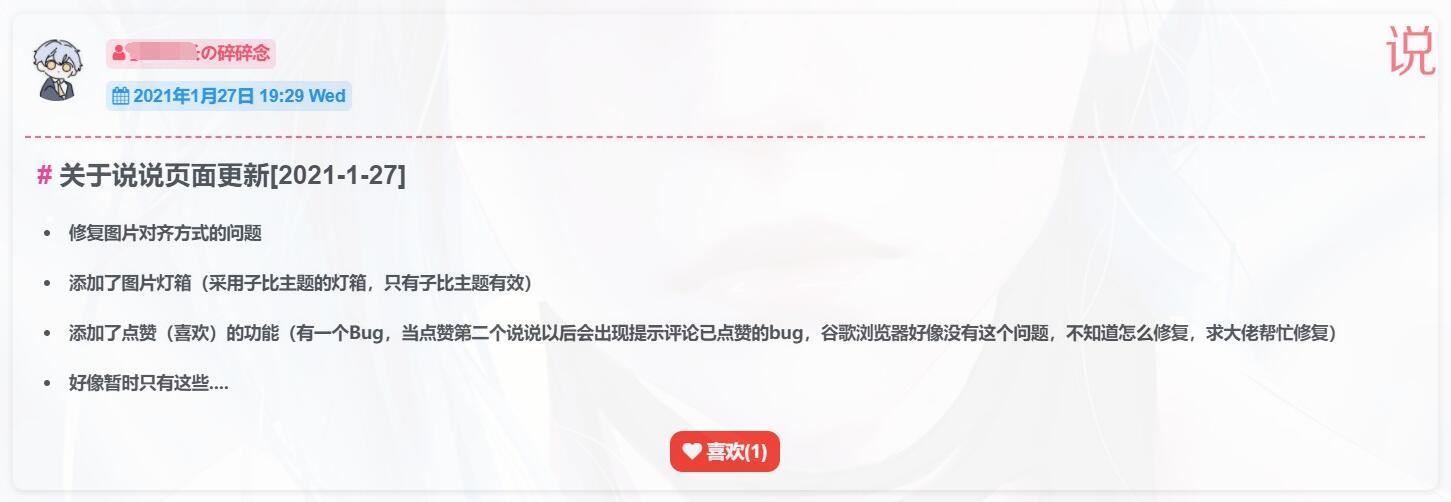 の碎碎念
说
2021年1月27日 19:29 Wed
# 关于说说页面更新[2021-1-27]
• 修复图片对齐方式的问题
• 添加了图片灯箱（采用子比主题的灯箱，只有子比主题有效）
• 添加了点赞（喜欢）的功能（有一个Bug，当点赞第二个说说以后会出现提示评论已点赞的bug，谷歌浏览器好像没有这个问题，不知道怎么修复，求大佬帮忙修复）
• 好像暂时只有这些....
喜欢(1)